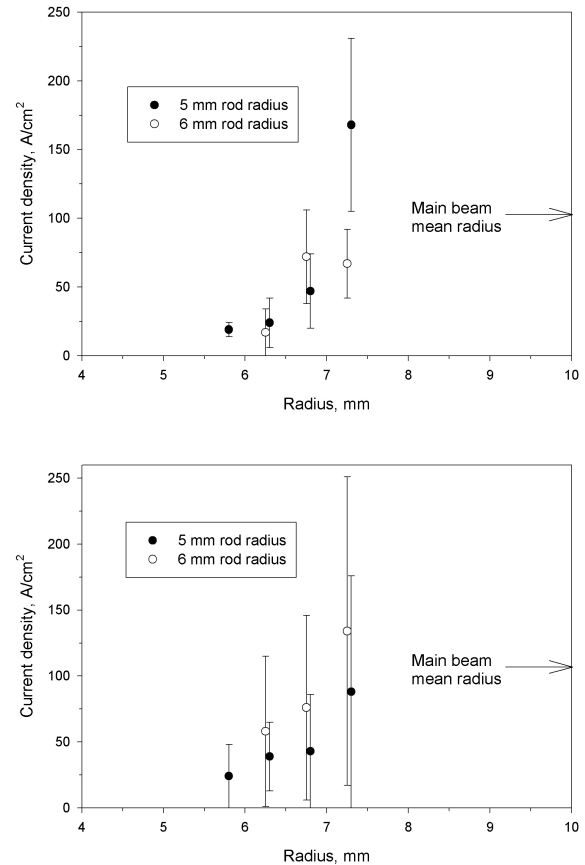 250
200
150
100
50
0
Current density, A/cm²
5 mm rod radius
6 mm rod radius
Main beam
mean radius
4 5 6 7 8 9 10
Radius, mm
250
200
150
100
50
0
Current density, A/cm²
5 mm rod radius
6 mm rod radius
Main beam
mean radius
4 5 6 7 8 9 10
Radius, mm